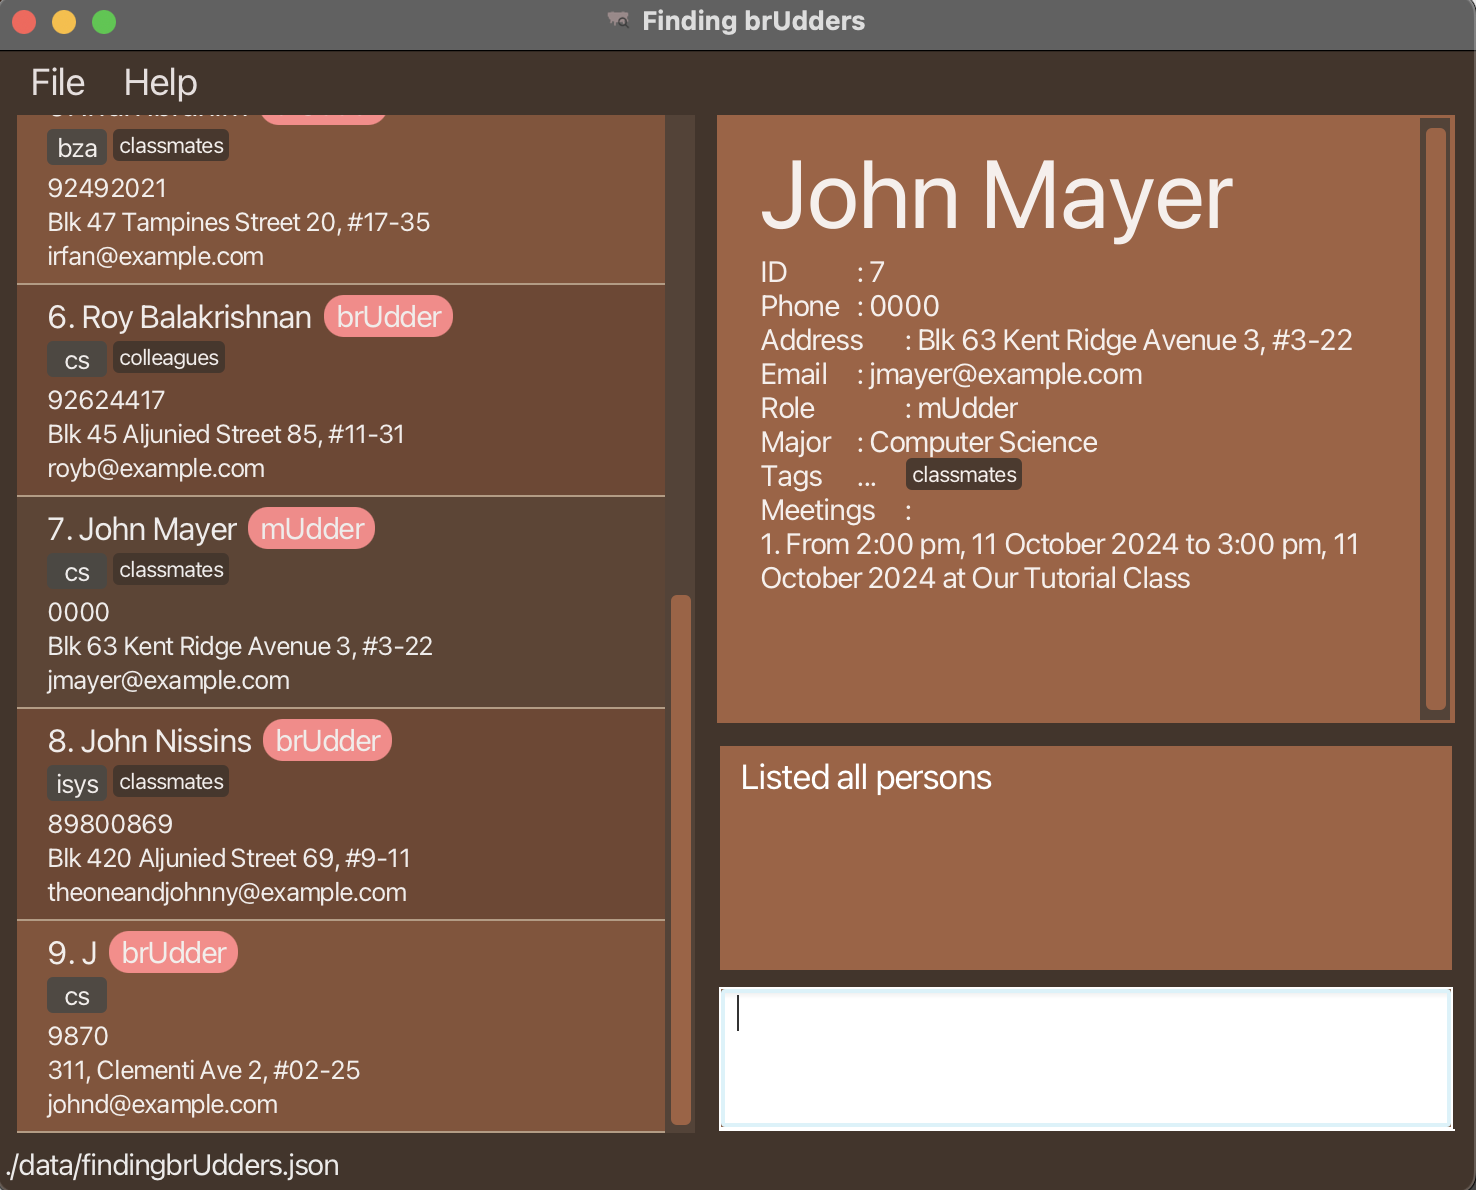 Finding brUdders
File Help
bza classmates
92492021
Blk 47 Tampines Street 20, #17-35
irfan@example.com
6. Roy Balakrishnan brUdder
cs colleagues
92624417
Blk 45 Aljunied Street 85, #11-31
royb@example.com
7. John Mayer mUdder
cs classmates
0000
Blk 63 Kent Ridge Avenue 3, #3-22
jmayer@example.com
8. John Nissins brUdder
isys classmates
89800869
Blk 420 Aljunied Street 69, #9-11
theoneandjohnny@example.com
9. J brUdder
cs
9870
311, Clementi Ave 2, #02-25
johnd@example.com
John Mayer
ID : 7
Phone : 0000
Address : Blk 63 Kent Ridge Avenue 3, #3-22
Email : jmayer@example.com
Role : mUdder
Major : Computer Science
Tags ... classmates
Meetings :
1. From 2:00 pm, 11 October 2024 to 3:00 pm, 11
October 2024 at Our Tutorial Class
Listed all persons
./data/findingbrUdders.json